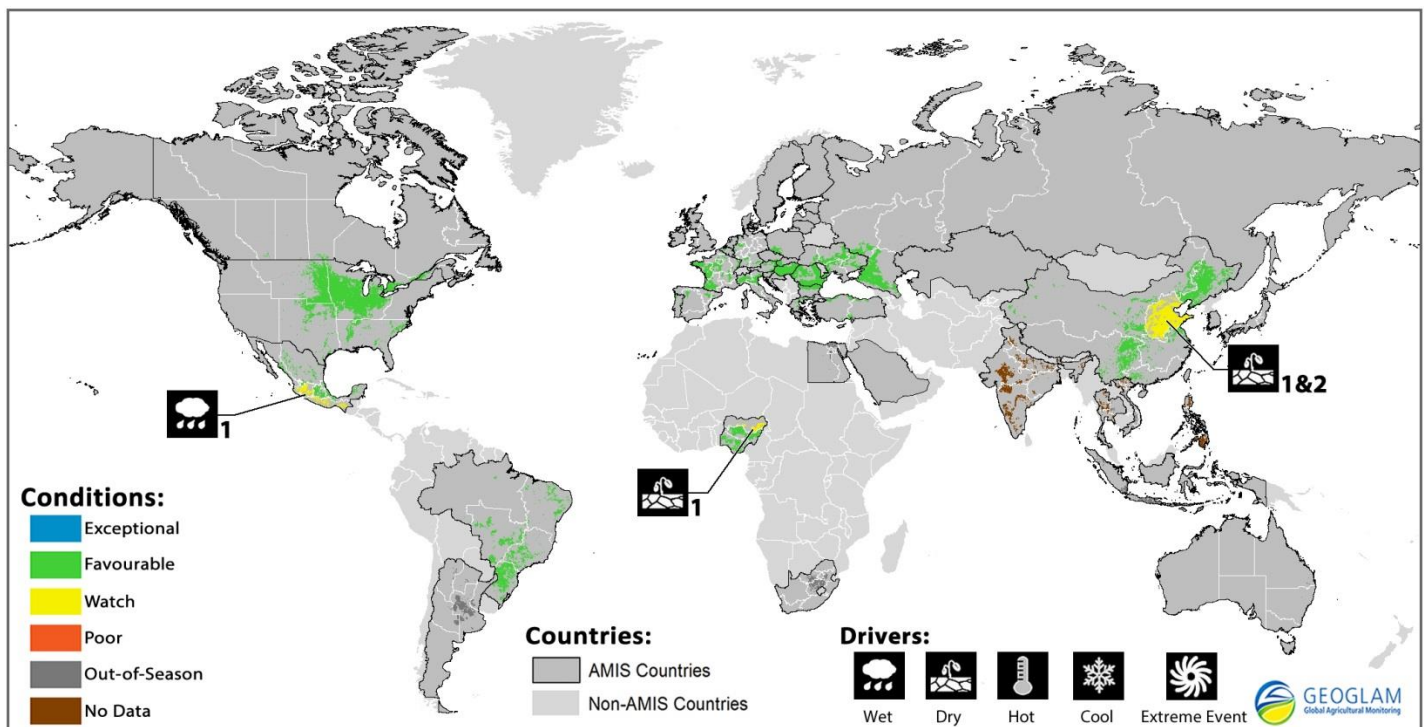 1
1
1&2
Conditions:
Exceptional
Favourable
Watch
Poor
Out-of-Season
No Data
Countries:
AMIS Countries
Non-AMIS Countries
Drivers:
Wet
Dry
Hot
Cool
Extreme Event
GEOGLAM
Global Agricultural Monitoring